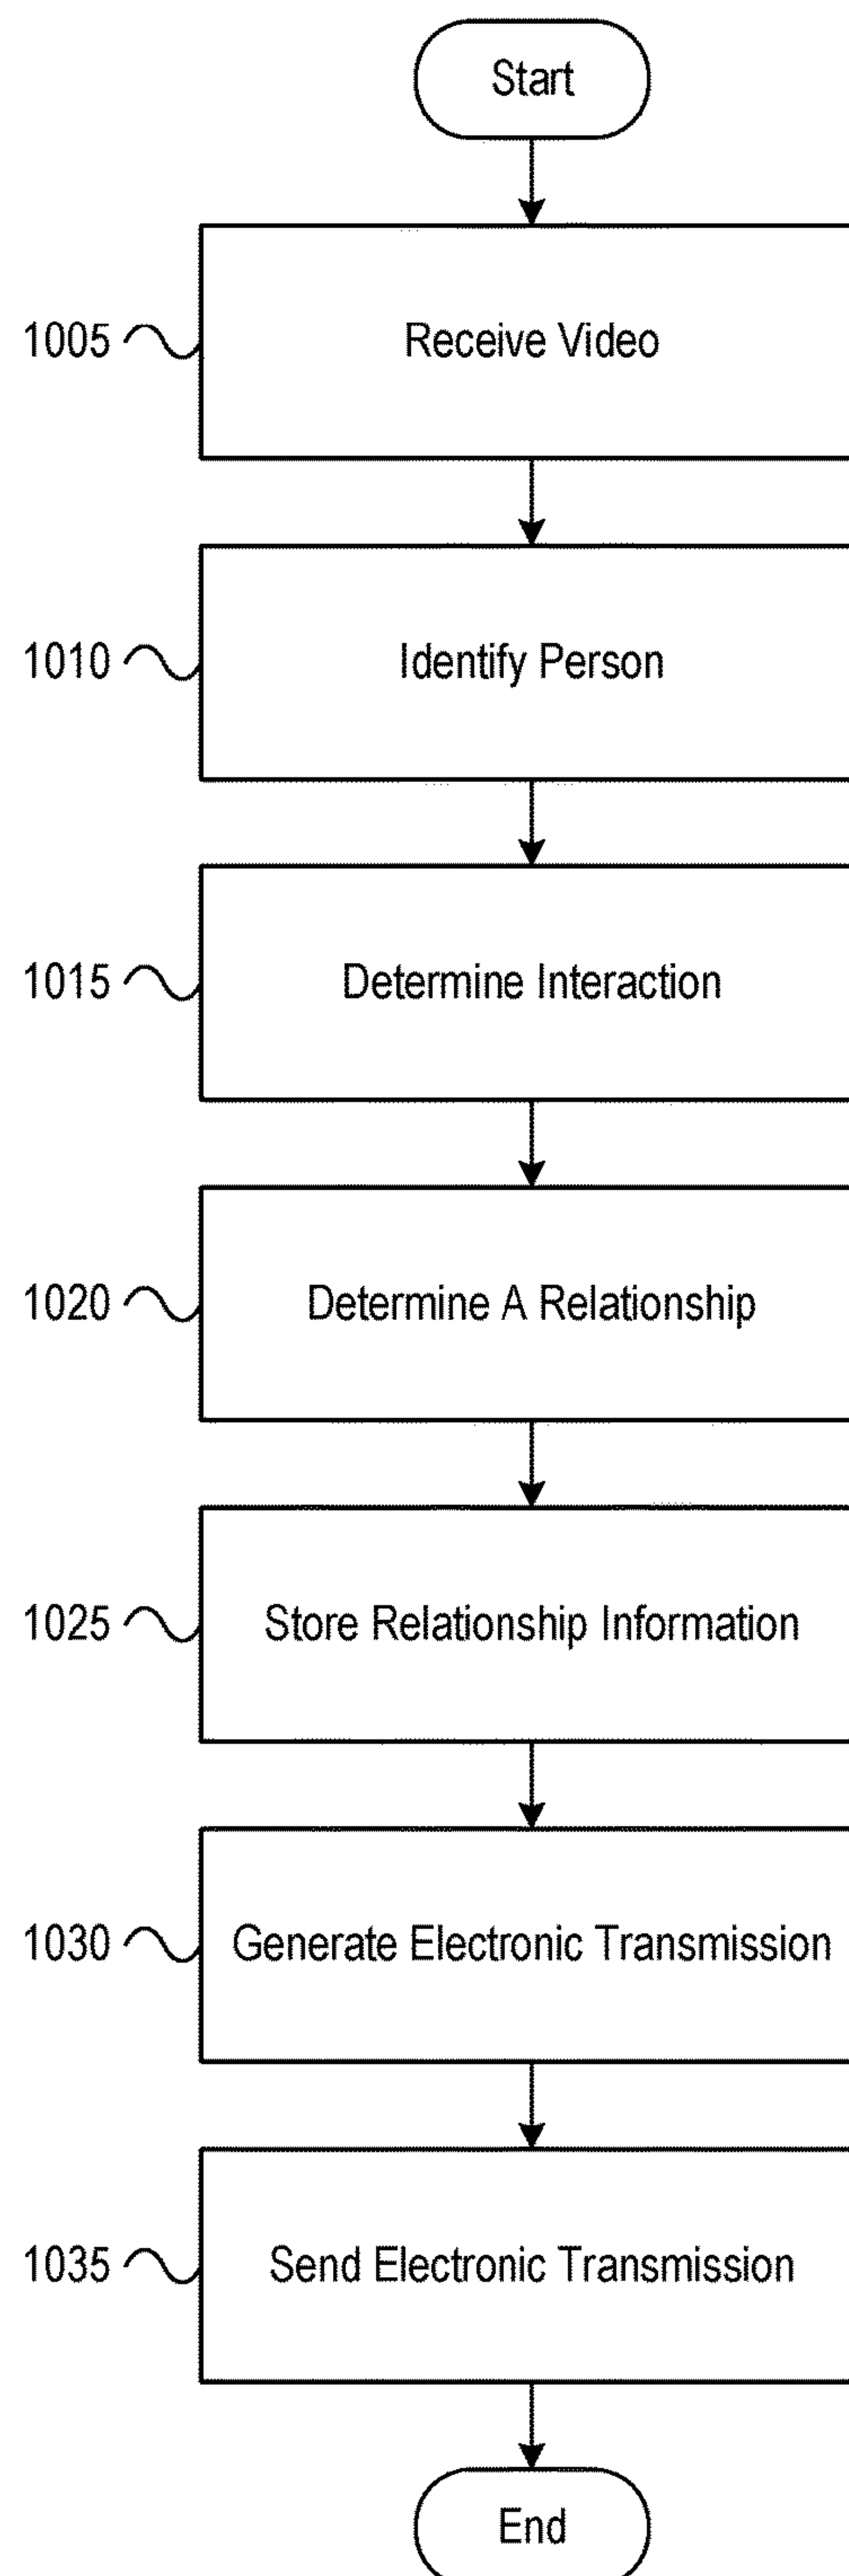 Start
1005 Receive Video
1010 Identify Person
1015 Determine Interaction
1020 Determine A Relationship
1025 Store Relationship Information
1030 Generate Electronic Transmission
1035 Send Electronic Transmission
End